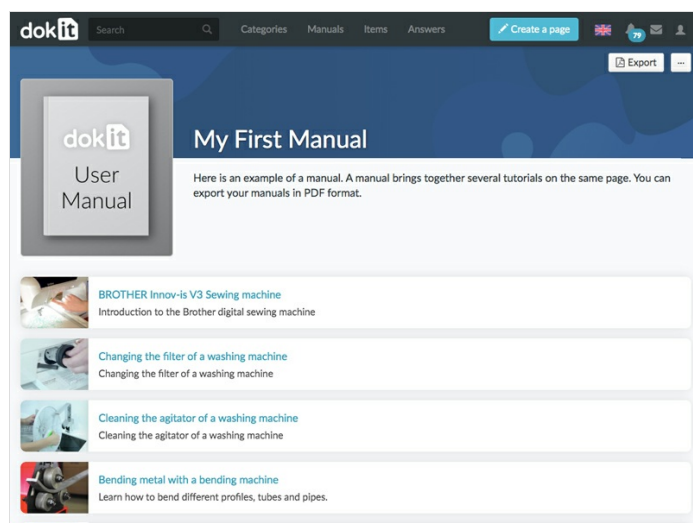 dokit
Search
Categories
Manuals
Items
Answers
Create a page
79
Export
...
dokit
User
Manual
My First Manual
Here is an example of a manual. A manual brings together several tutorials on the same page. You can
export your manuals in PDF format.
BROTHER Innov-is V3 Sewing machine
Introduction to the Brother digital sewing machine
Changing the filter of a washing machine
Changing the filter of a washing machine
Cleaning the agitator of a washing machine
Cleaning the agitator of a washing machine
Bending metal with a bending machine
Learn how to bend different profiles, tubes and pipes.